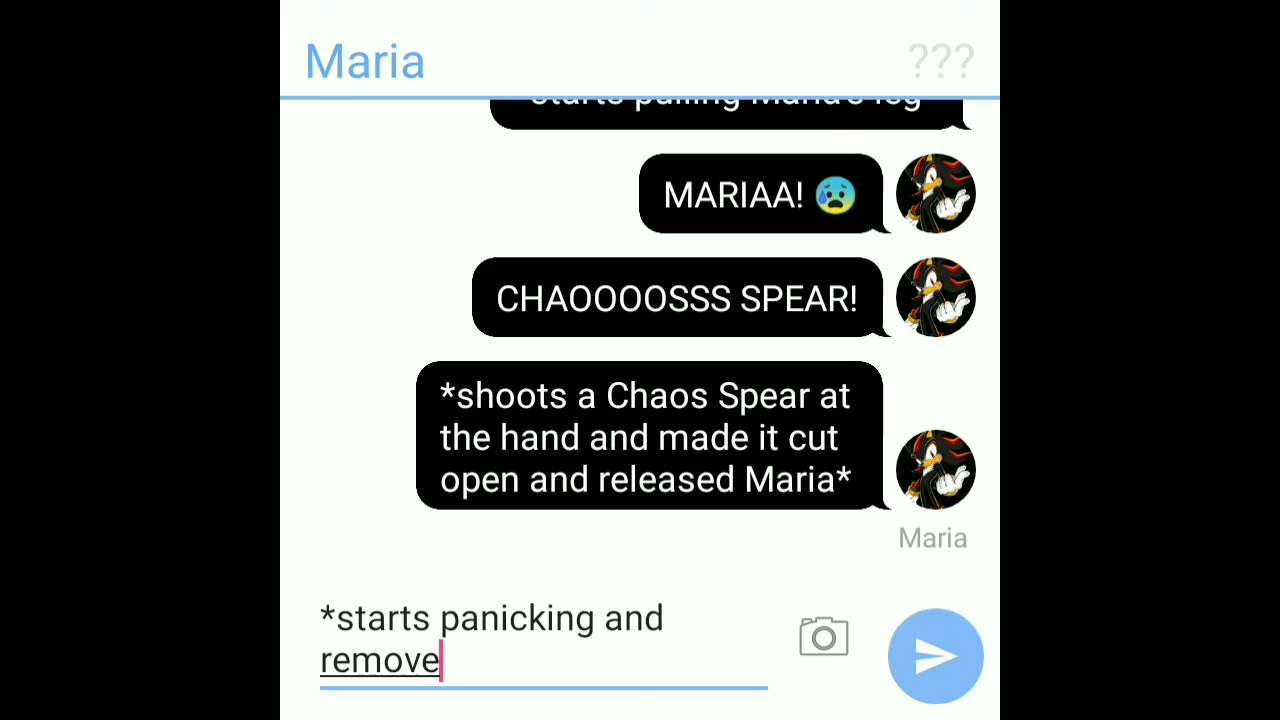 Maria
???
starts pulling Maria's leg
MARIAA! 😰
CHAOOOOSSS SPEAR!
*shoots a Chaos Spear at
the hand and made it cut
open and released Maria*
Maria
*starts panicking and
remove